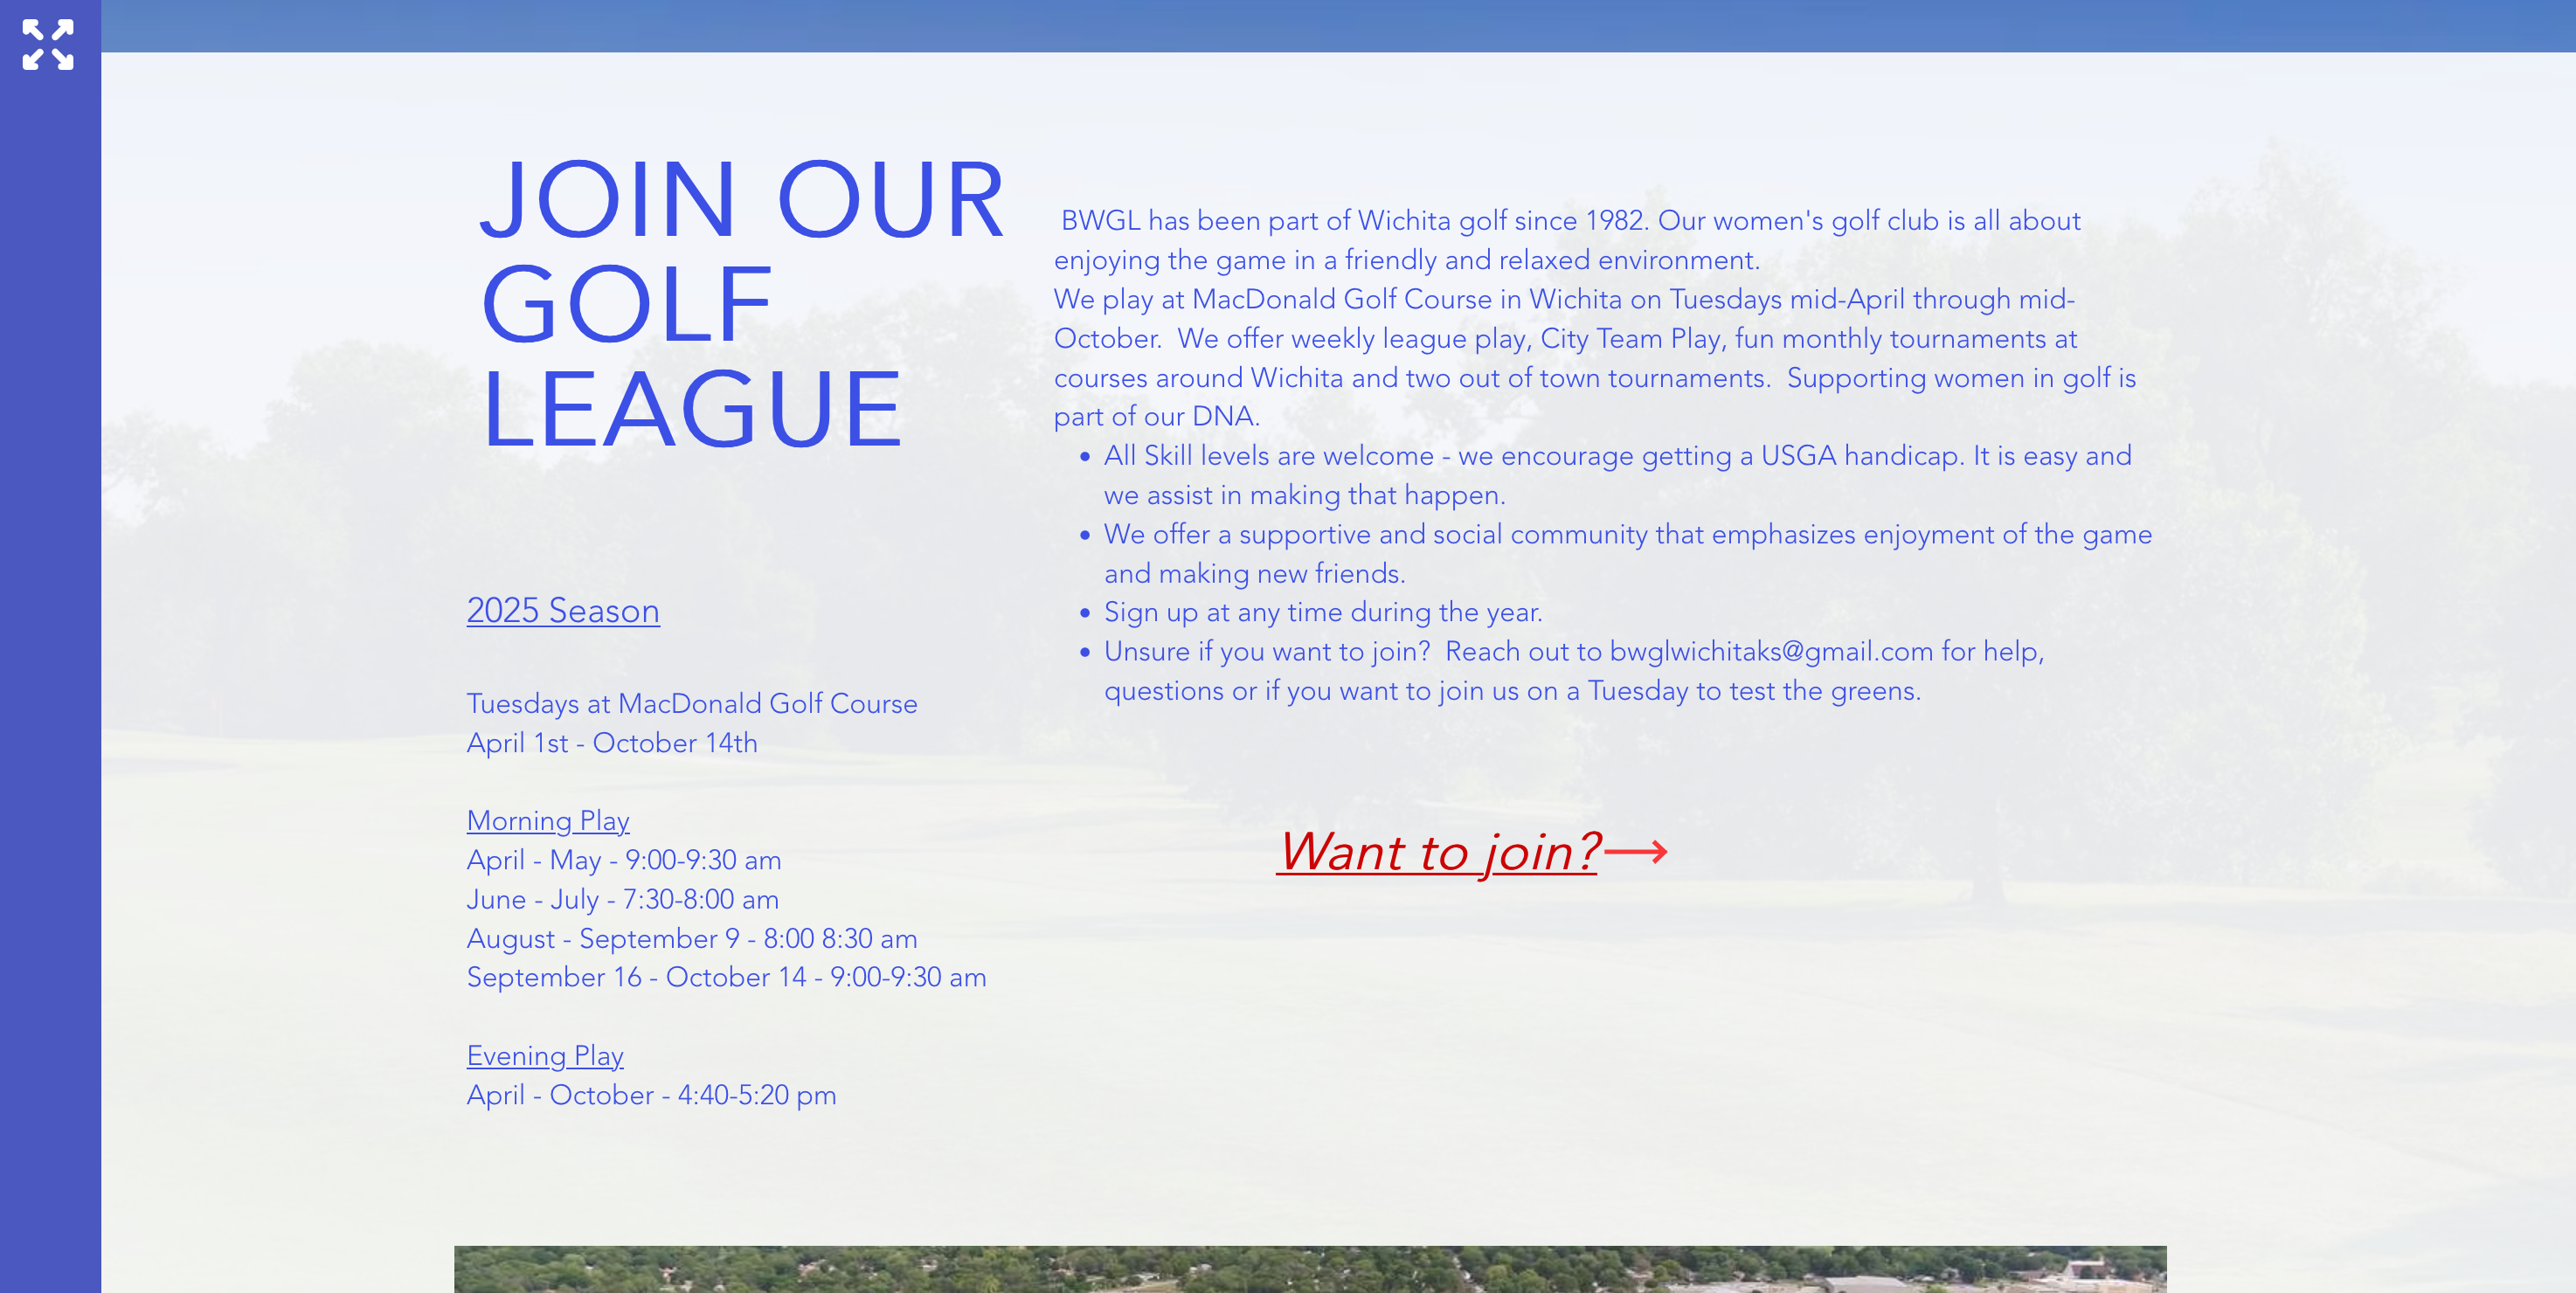 JOIN OUR
GOLF
LEAGUE
2025 Season
Tuesdays at MacDonald Golf Course
April 1st - October 14th
Morning Play
April - May - 9:00-9:30 am
June - July - 7:30-8:00 am
August - September 9 - 8:00 8:30 am
September 16 - October 14 - 9:00-9:30 am
Evening Play
April - October - 4:40-5:20 pm
BWGL has been part of Wichita golf since 1982. Our women's golf club is all about
enjoying the game in a friendly and relaxed environment.
We play at MacDonald Golf Course in Wichita on Tuesdays mid-April through mid-
October.  We offer weekly league play, City Team Play, fun monthly tournaments at
courses around Wichita and two out of town tournaments.  Supporting women in golf is
part of our DNA.
• All Skill levels are welcome - we encourage getting a USGA handicap. It is easy and
we assist in making that happen.
• We offer a supportive and social community that emphasizes enjoyment of the game
and making new friends.
• Sign up at any time during the year.
• Unsure if you want to join?  Reach out to bwglwichitaks@gmail.com for help,
questions or if you want to join us on a Tuesday to test the greens.
Want to join?